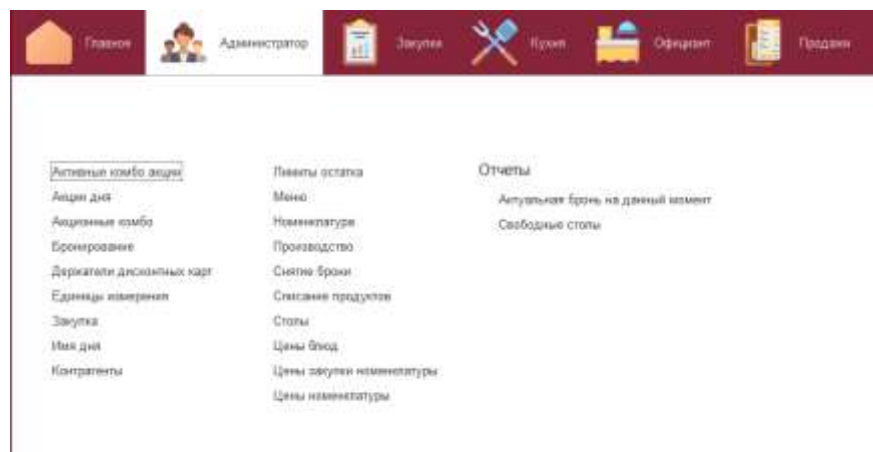 Главное
Администратор
Закупки
Кухня
Официант
Продажи
Активные комбо акции
Акции дня
Акционные комбо
Бронирование
Держатели дисконтных карт
Единицы измерения
Закупка
Имя дня
Контрагенты
Лимиты остатка
Меню
Номенклатура
Производство
Снятие брони
Списание продуктов
Столы
Цены блюд
Цены закупки номенклатуры
Цены номенклатуры
Отчеты
Актуальная бронь на данный момент
Свободные столы